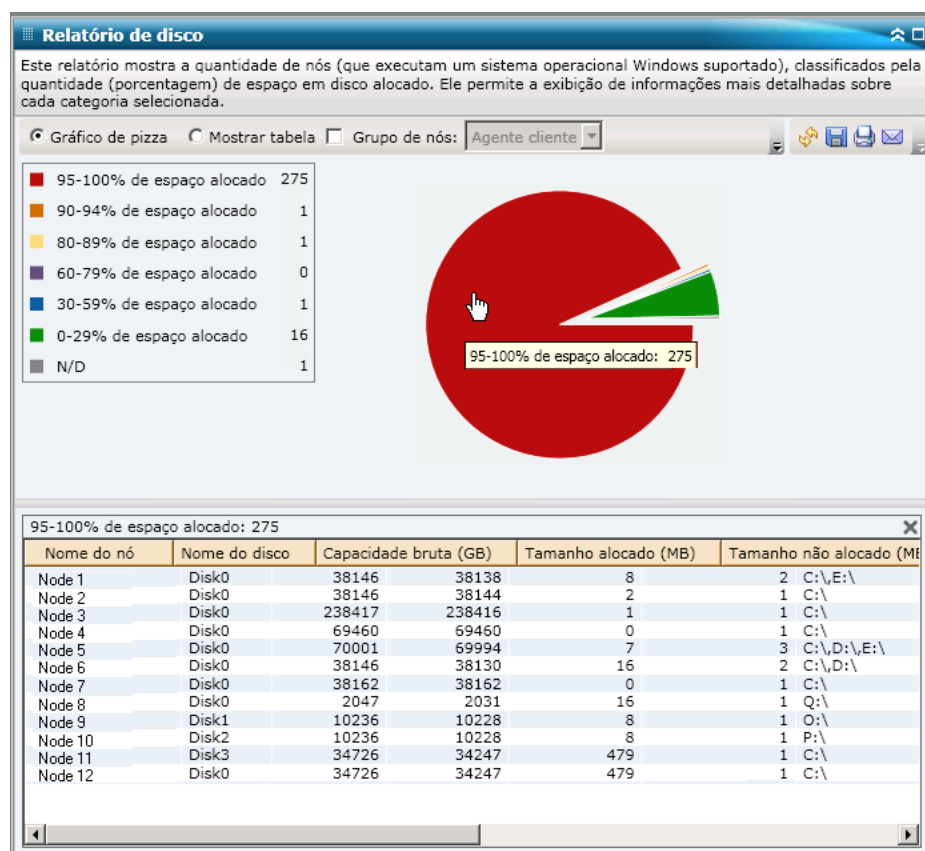 Relatório de disco
Este relatório mostra a quantidade de nós (que executam um sistema operacional Windows suportado), classificados pela
quantidade (porcentagem) de espaço em disco alocado. Ele permite a exibição de informações mais detalhadas sobre
cada categoria selecionada.
Gráfico de pizza Mostrar tabela Grupo de nós: Agente cliente
95-100% de espaço alocado 275
90-94% de espaço alocado 1
80-89% de espaço alocado 1
60-79% de espaço alocado 0
30-59% de espaço alocado 1
0-29% de espaço alocado 16
N/D 1
95-100% de espaço alocado: 275
95-100% de espaço alocado: 275
Nome do nó Nome do disco Capacidade bruta (GB) Tamanho alocado (MB) Tamanho não alocado (ME
Node 1 Disk0 38146 38138 8 2 C:\,E:\
Node 2 Disk0 38146 38144 2 1 C:\
Node 3 Disk0 238417 238416 1 1 C:\
Node 4 Disk0 69460 69460 0 1 C:\
Node 5 Disk0 70001 69994 7 3 C:\,D:\,E:\
Node 6 Disk0 38146 38130 16 2 C:\,D:\
Node 7 Disk0 38162 38162 0 1 C:\
Node 8 Disk0 2047 2031 16 1 Q:\
Node 9 Disk1 10236 10228 8 1 O:\
Node 10 Disk2 10236 10228 8 1 P:\
Node 11 Disk3 34726 34247 479 1 C:\
Node 12 Disk0 34726 34247 479 1 C:\